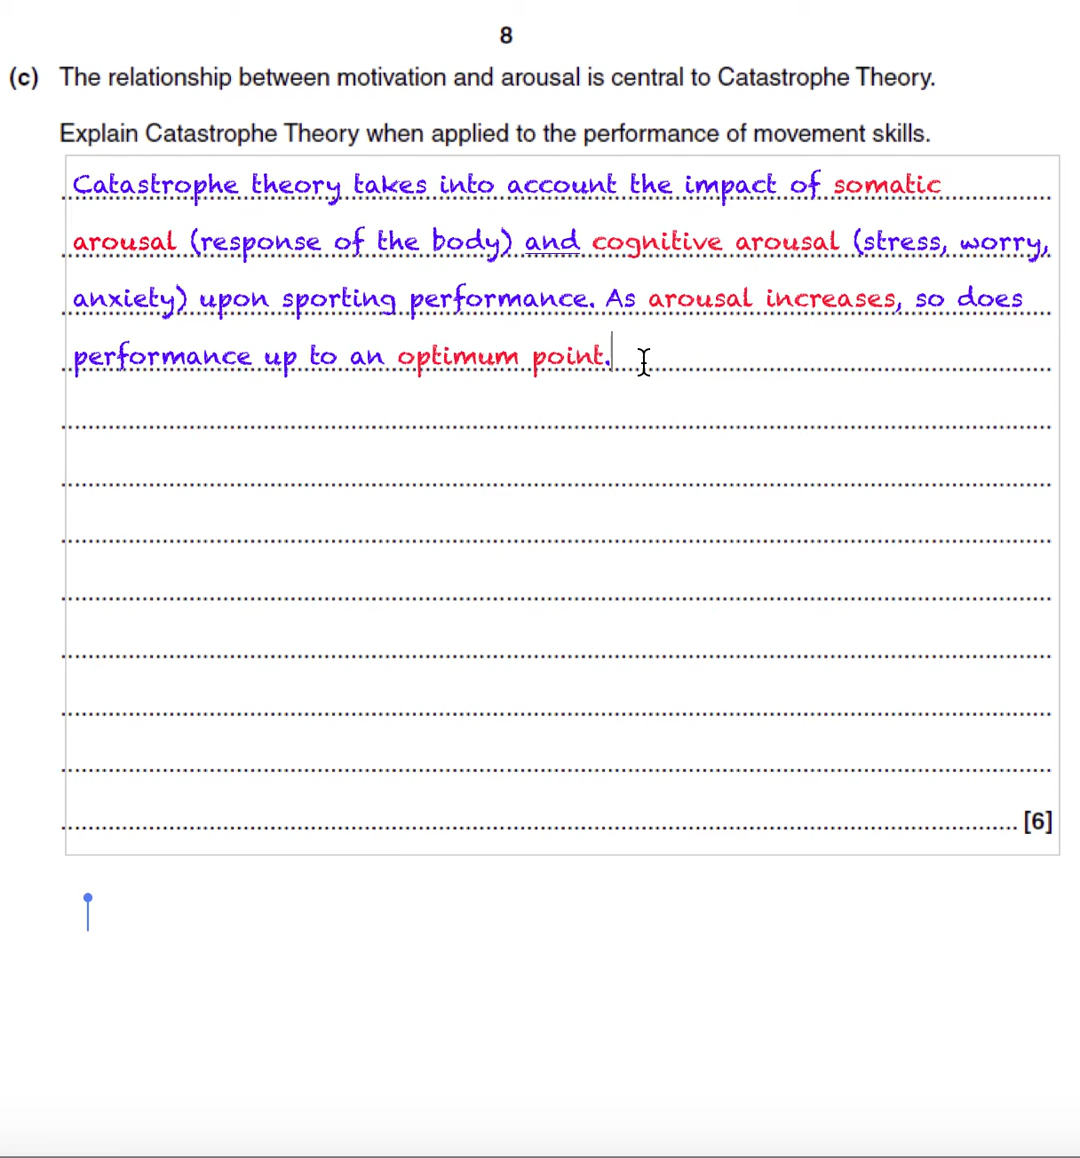 8
(c) The relationship between motivation and arousal is central to Catastrophe Theory.
Explain Catastrophe Theory when applied to the performance of movement skills.
Catastrophe theory takes into account the impact of somatic
arousal (response of the body) and cognitive arousal (stress, worry,
anxiety) upon sporting performance. As arousal increases, so does
performance up to an optimum point.
[6]